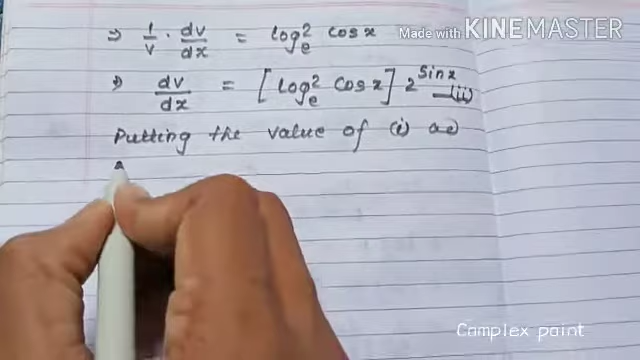 Made with KINEMASTER
⇒ 1/v · dv/dx = log_e^2 cos x
⇒ dv/dx = [log_e^2 cos x] 2^sin x —(ii)
Putting the value of (i) as
Complex point